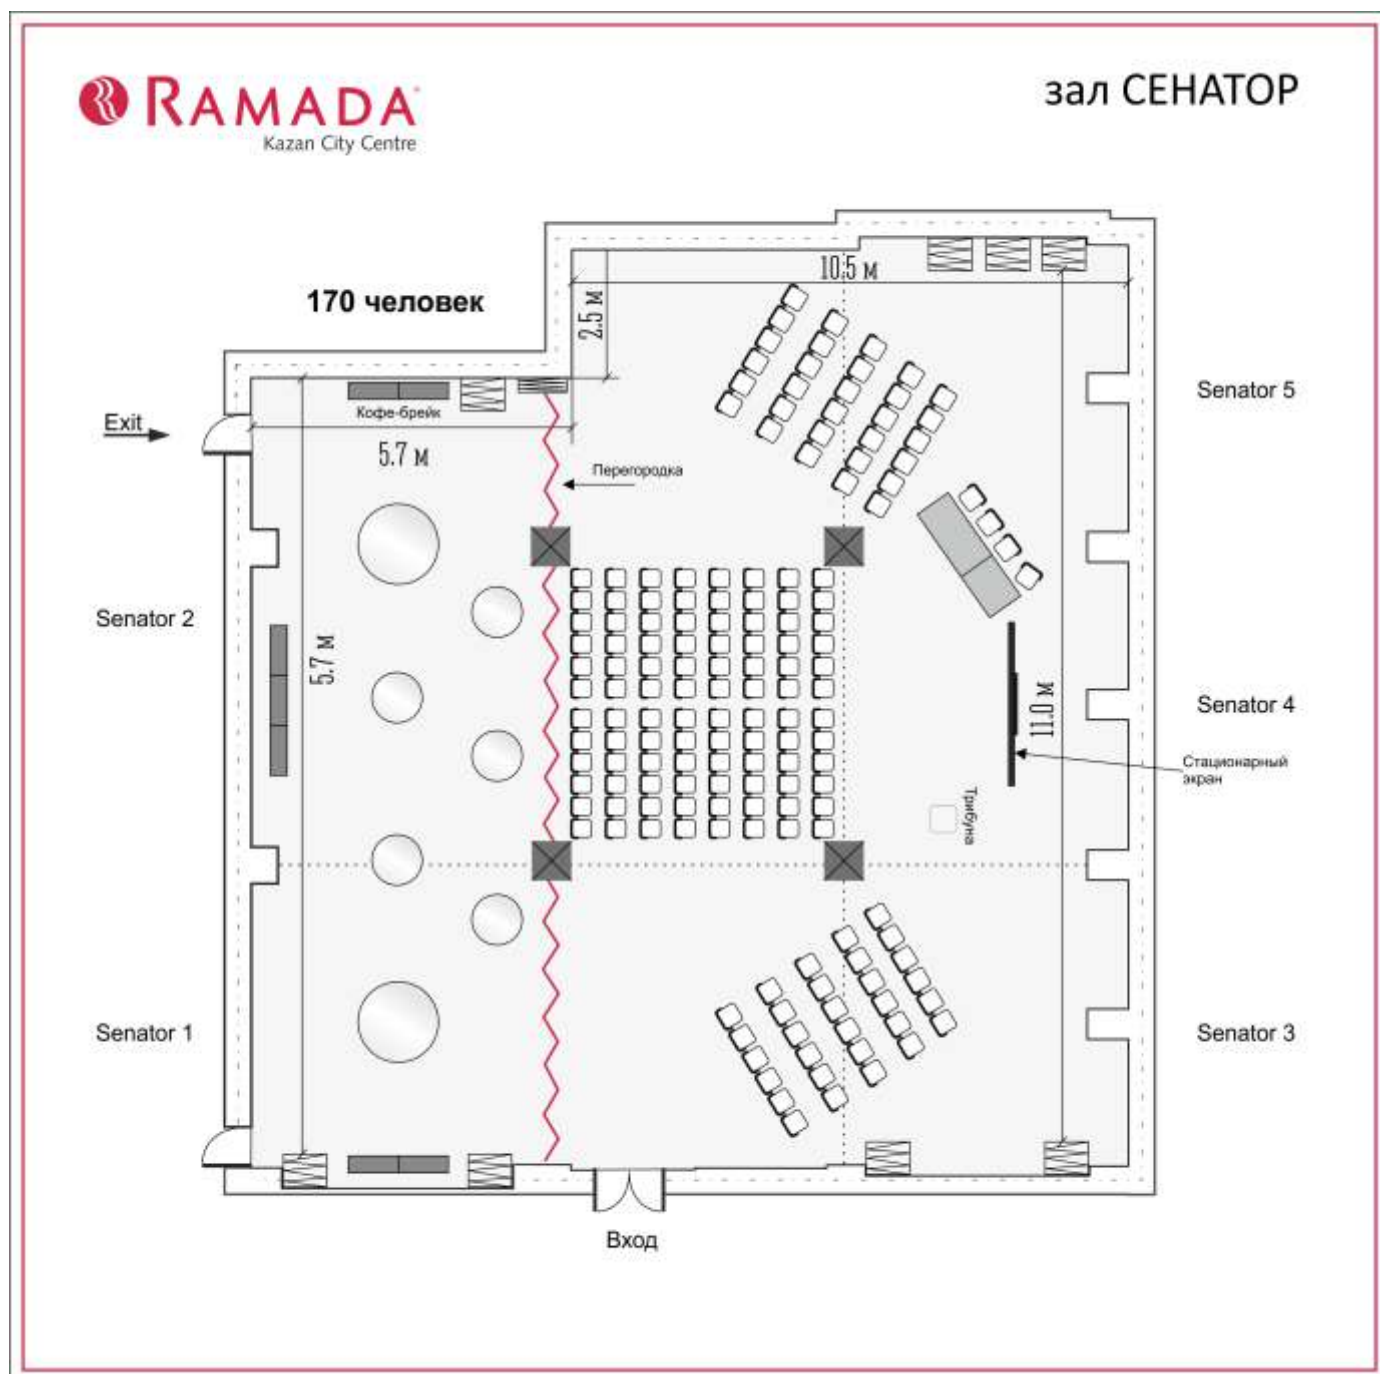 RAMADA
Kazan City Centre
зал СЕНАТОР
170 человек
10.5 м
2.5 м
Senator 5
Exit
Кофе-брейк
5.7 м
Перегородка
Senator 2
5.7 м
11.0 м
Senator 4
Стационарный
экран
Трибуна
Senator 1
Senator 3
Вход